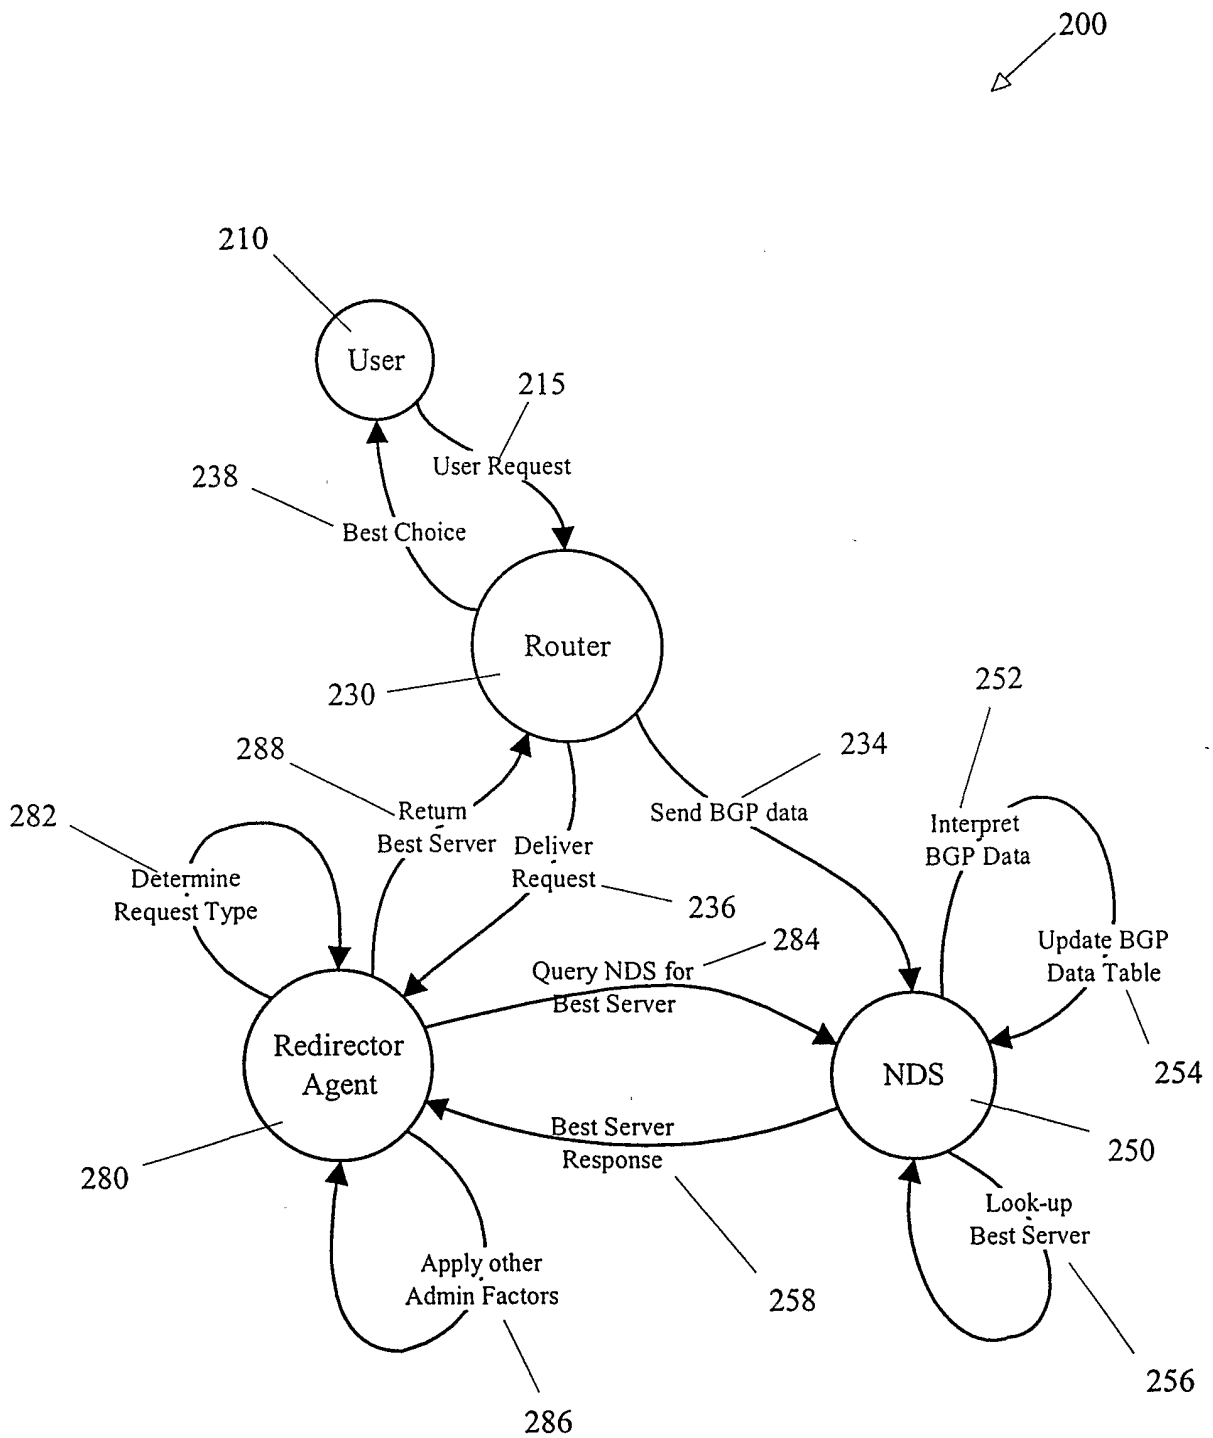 200
210
User
215
User Request
238
Best Choice
Router
230
252
288
234
282
Return
Best Server
Send BGP data
Interpret
BGP Data
Deliver
Request
Determine
Request Type
236
284
Update BGP
Data Table
Query NDS for
Best Server
Redirector
Agent
NDS
254
Best Server
Response
250
280
Look-up
Best Server
Apply other
Admin Factors
258
256
286